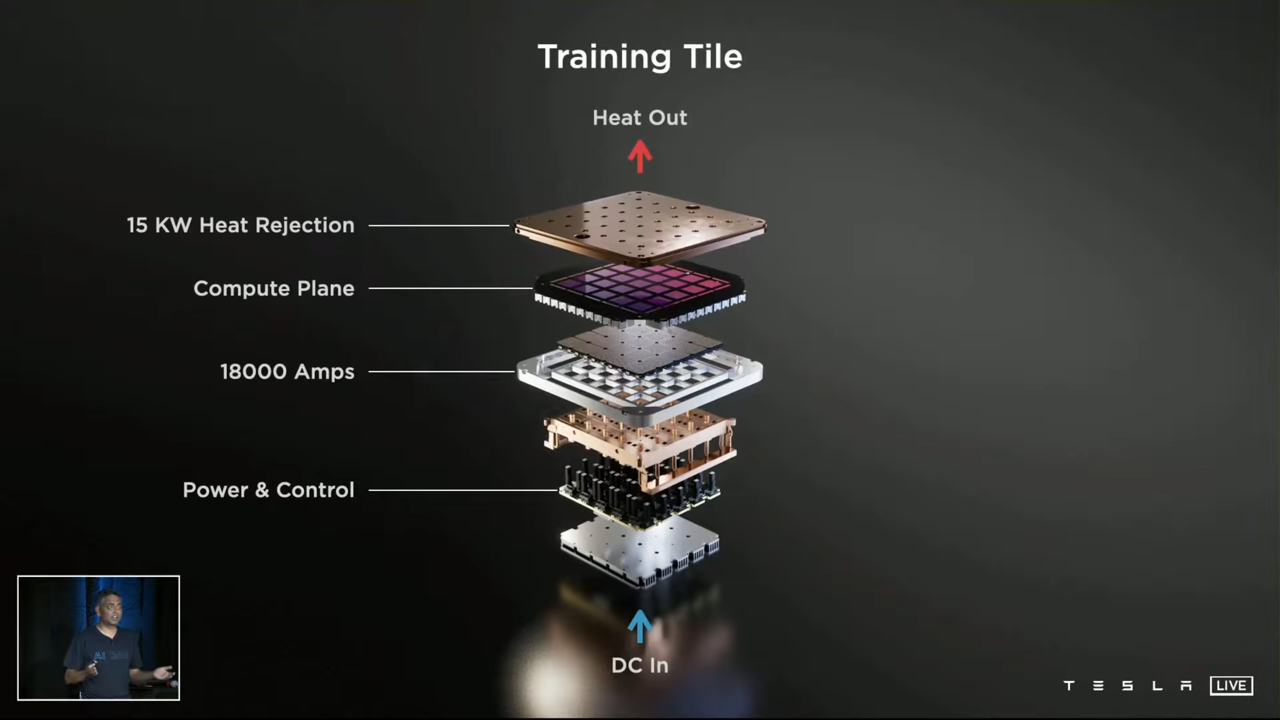 Training Tile
Heat Out
15 KW Heat Rejection
Compute Plane
18000 Amps
Power & Control
DC In
TESLA LIVE